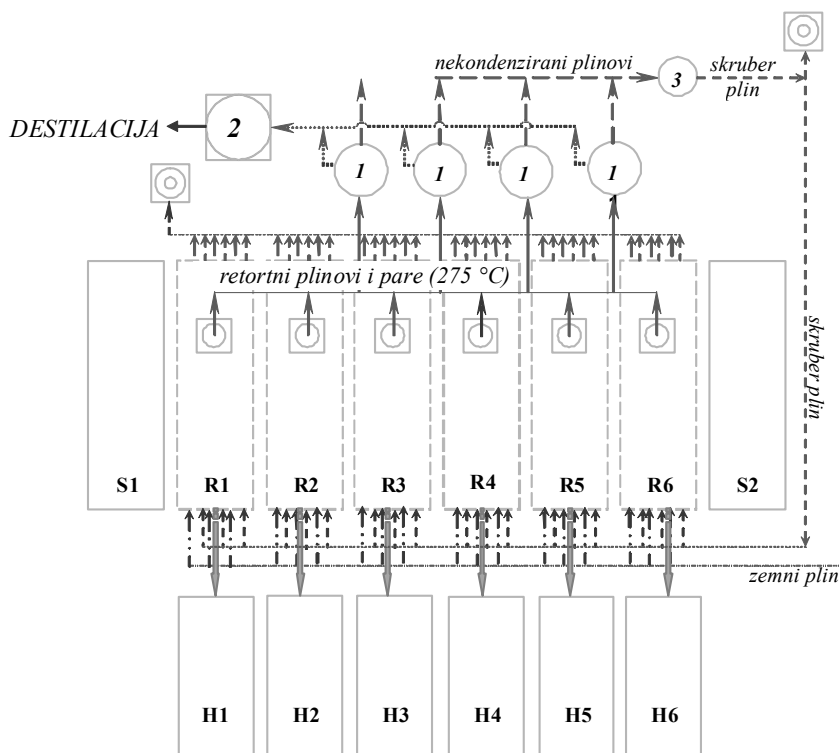 nekondenzirani plinovi
3
skruber
plin
DESTILACIJA
2
1
1
1
1
1
retortni plinovi i pare (275 °C)
skruber plin
S1
R1
R2
R3
R4
R5
R6
S2
zemni plin
H1
H2
H3
H4
H5
H6